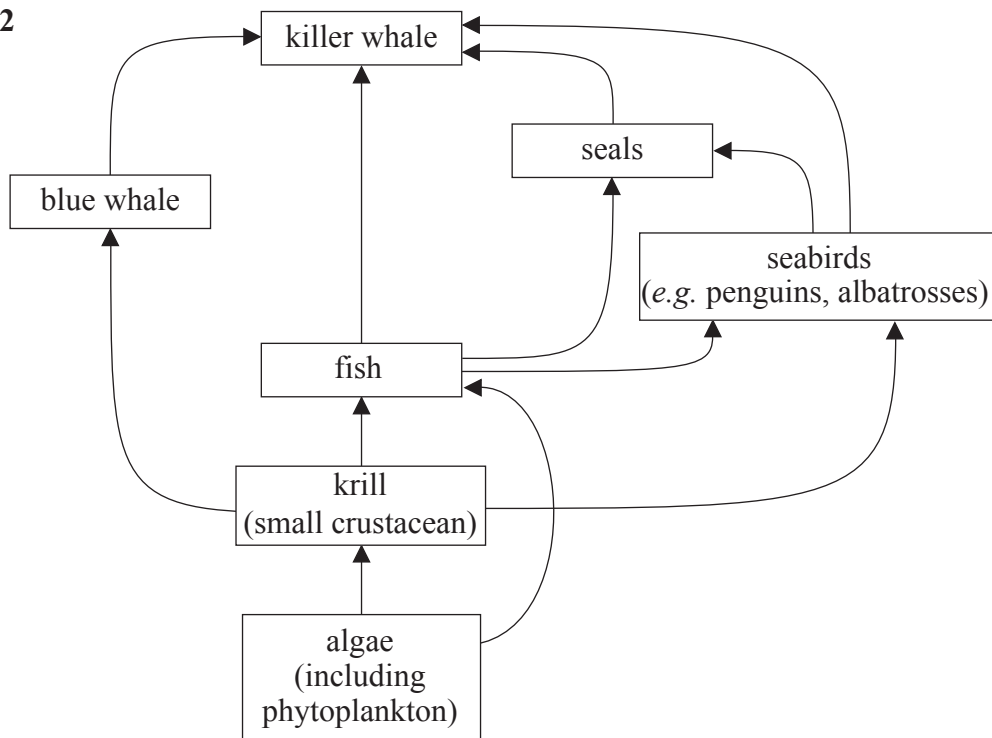 2
killer whale
seals
blue whale
seabirds
(e.g. penguins, albatrosses)
fish
krill
(small crustacean)
algae
(including
phytoplankton)